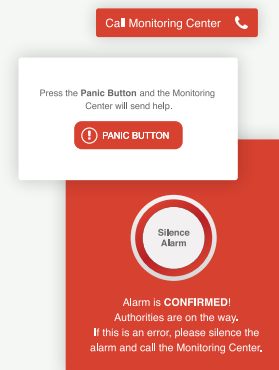 Call Monitoring Center
Press the Panic Button and the Monitoring
Center will send help.
PANIC BUTTON
Silence
Alarm
Alarm is CONFIRMED!
Authorities are on the way.
If this is an error, please silence the
alarm and call the Monitoring Center.